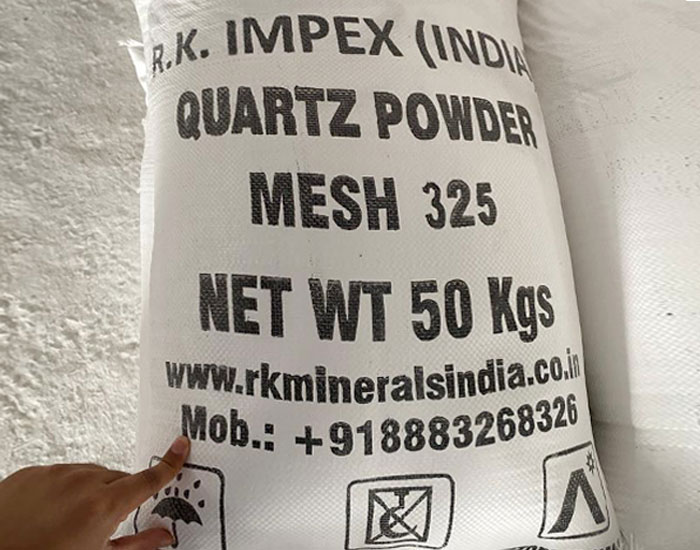 R.K. IMPEX (INDIA
QUARTZ POWDER
MESH 325
NET WT 50 Kgs
www.rkmineralsindia.co.in
Mob.: +918883268326